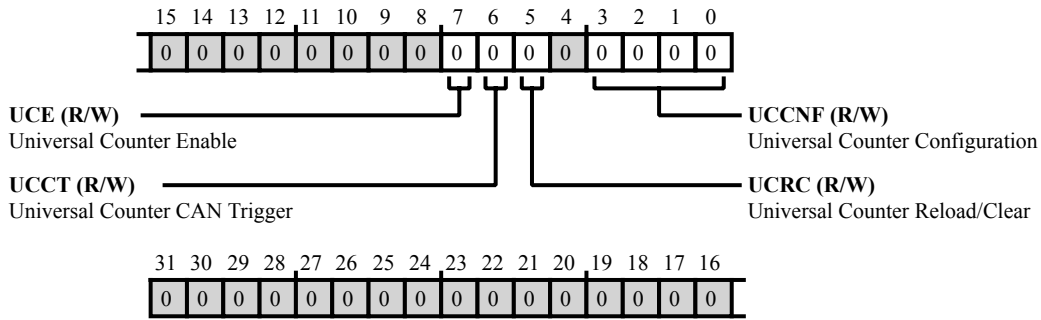 15 14 13 12 11 10 9 8 7 6 5 4 3 2 1 0
0 0 0 0 0 0 0 0 0 0 0 0 0 0 0 0
UCE (R/W)
Universal Counter Enable
UCCNF (R/W)
Universal Counter Configuration
UCCT (R/W)
Universal Counter CAN Trigger
UCRC (R/W)
Universal Counter Reload/Clear
31 30 29 28 27 26 25 24 23 22 21 20 19 18 17 16
0 0 0 0 0 0 0 0 0 0 0 0 0 0 0 0